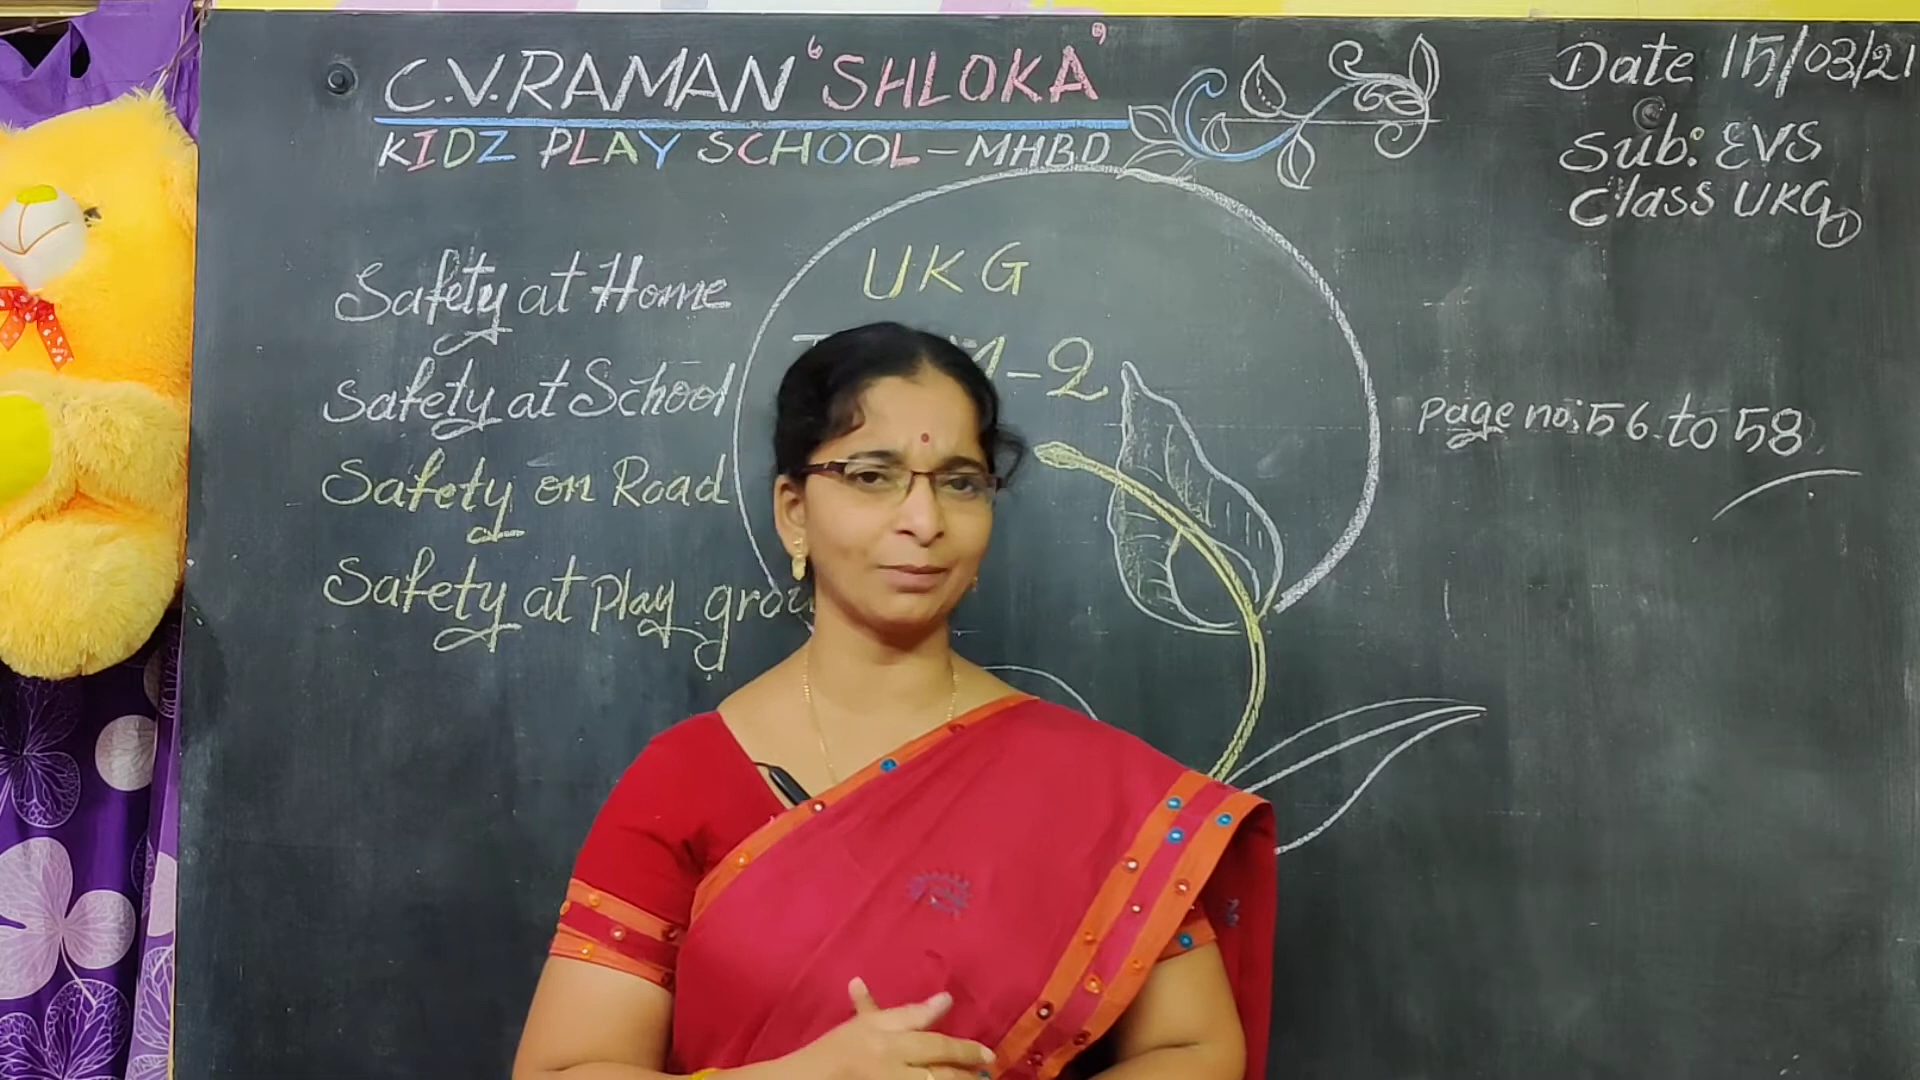 C.V.RAMAN "SHLOKA"
KIDZ PLAY SCHOOL-MHBD
Date 15/03/21
Sub: EVS
Class UKG
UKG
-2
Safety at Home
Safety at School
Safety on Road
Safety at Play
Page no: 56 to 58